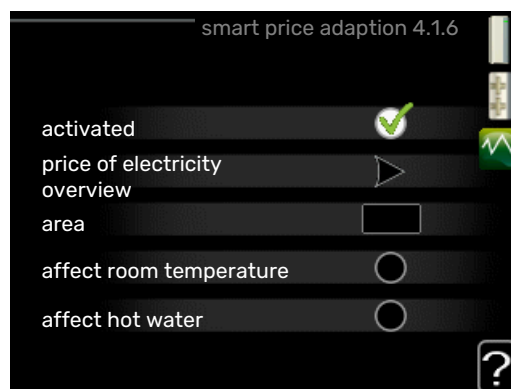 smart price adaption 4.1.6
activated
price of electricity
overview
area
affect room temperature
affect hot water
?